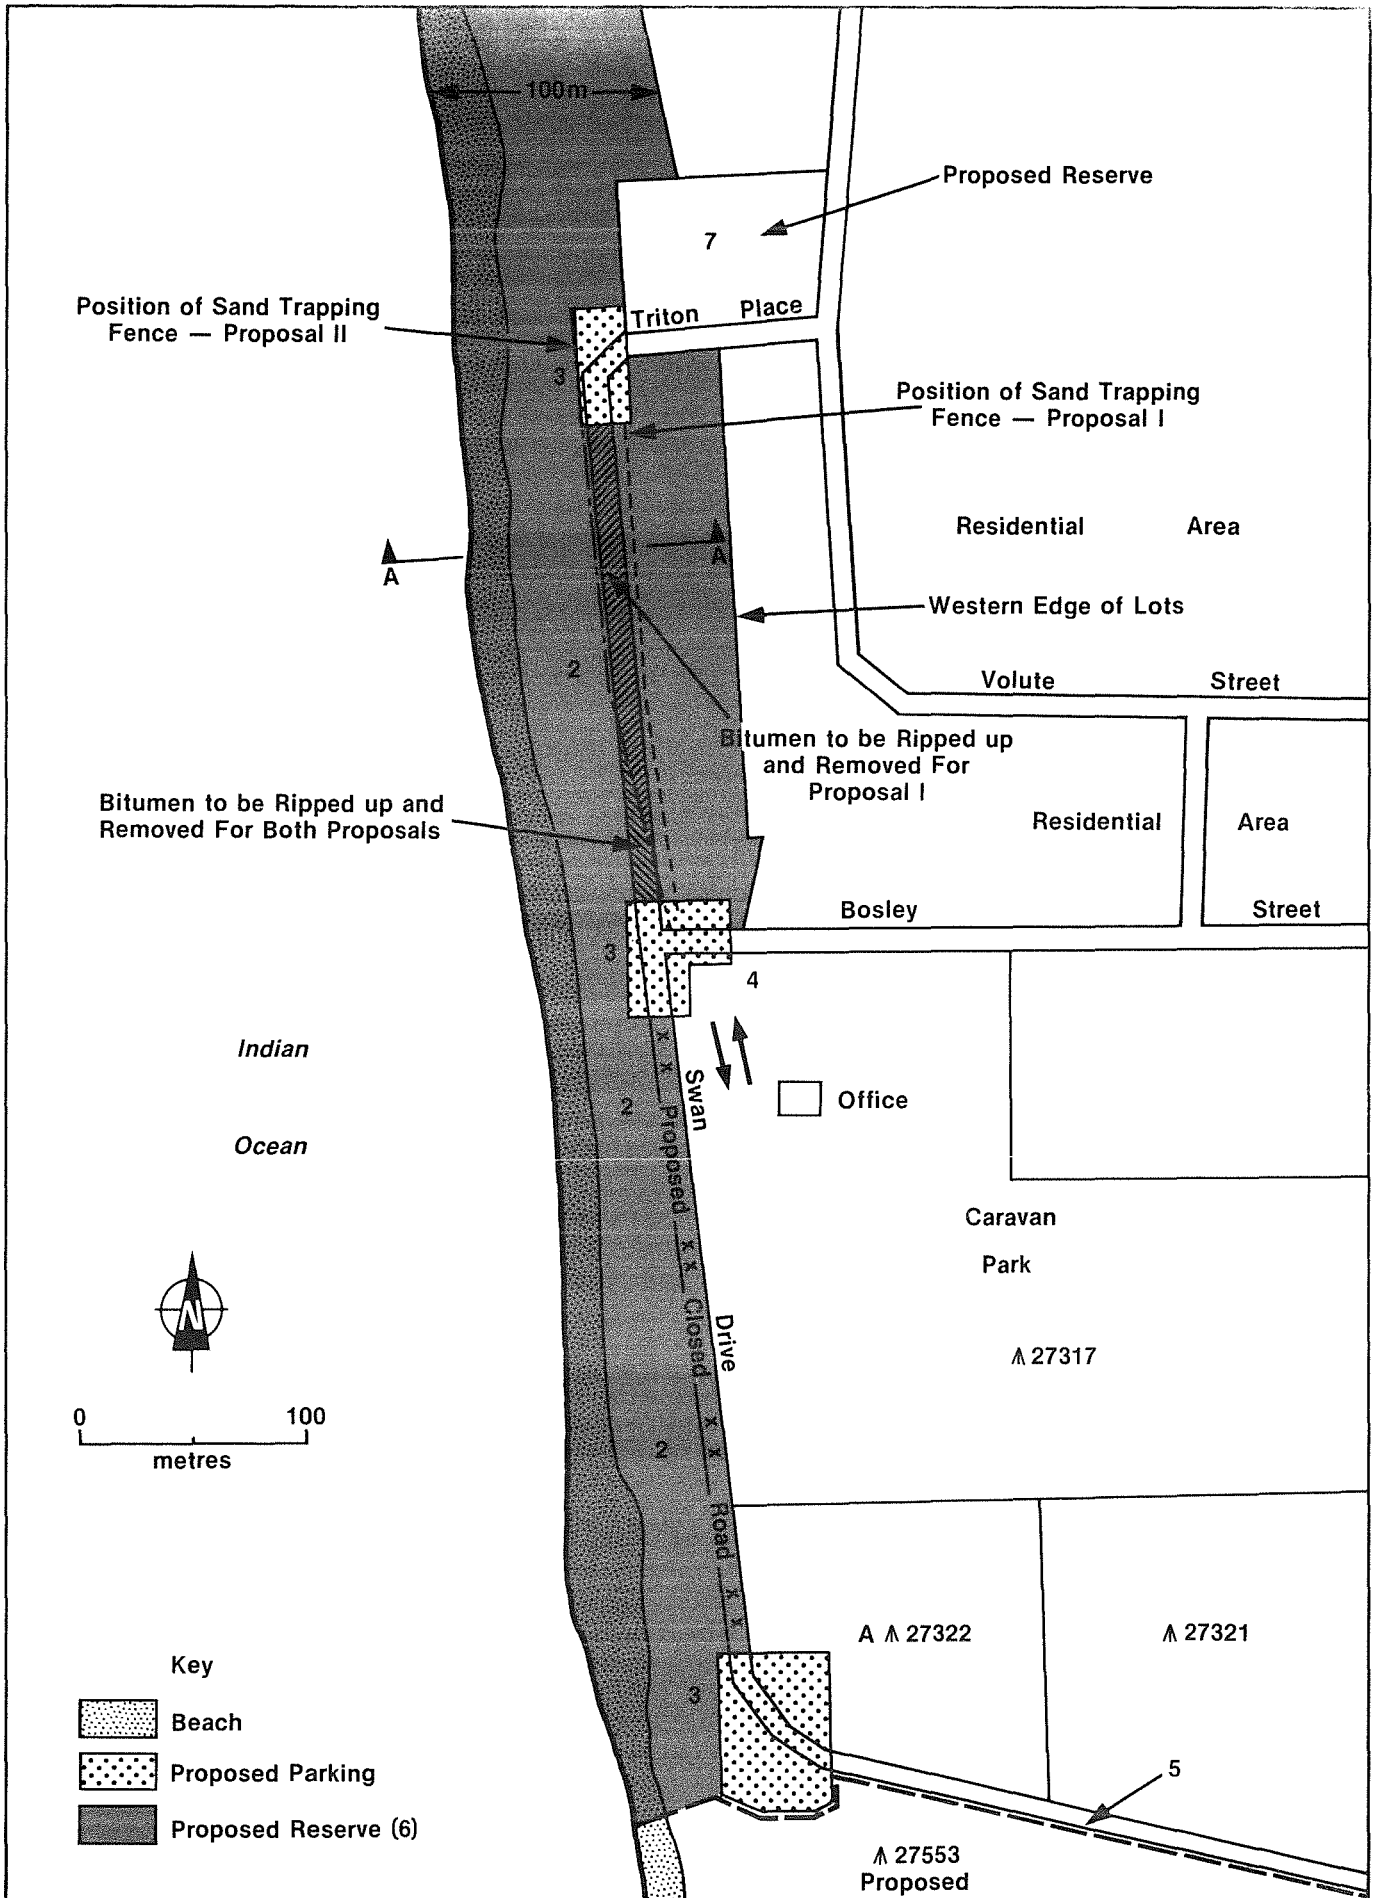 100m
Proposed Reserve
7
Position of Sand Trapping
Fence — Proposal II
Triton Place
3
Position of Sand Trapping
Fence — Proposal I
Residential Area
A
A
Western Edge of Lots
2
Volute Street
Bitumen to be Ripped up
and Removed For
Proposal I
Bitumen to be Ripped up and
Removed For Both Proposals
Residential Area
Bosley Street
3
4
Indian
Ocean
x x
Swan Drive
Office
2
Proposed x x Closed x x Road x x
Caravan
Park
N
27317
0 100
metres
2
A 27322
27321
Key
3
Beach
5
Proposed Parking
Proposed Reserve (6)
27553
Proposed